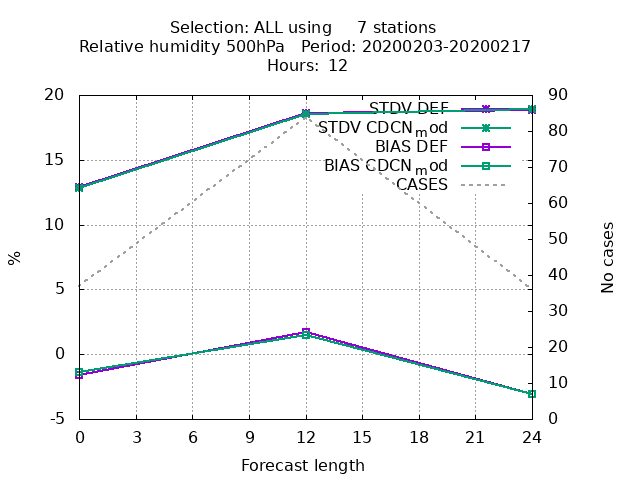 Selection: ALL using     7 stations
Relative humidity 500hPa   Period: 20200203-20200217
Hours: 12
20
15
10
5
0
-5
%
90
80
70
60
50
40
30
20
10
0
No cases
STDV DEF
STDV CDCNmod
BIAS DEF
BIAS CDCNmod
CASES
0 3 6 9 12 15 18 21 24
Forecast length